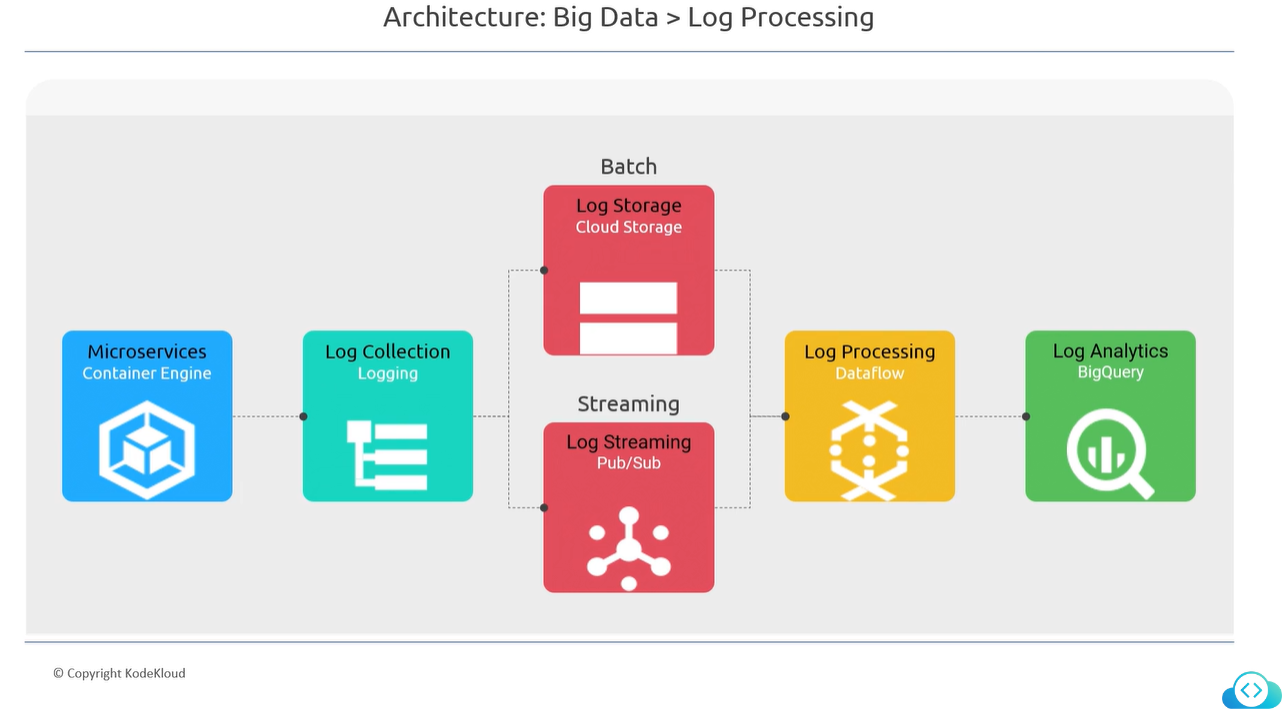 Architecture: Big Data > Log Processing
Batch
Log Storage
Cloud Storage
Microservices
Container Engine
Log Collection
Logging
Streaming
Log Streaming
Pub/Sub
Log Processing
Dataflow
Log Analytics
BigQuery
© Copyright KodeKloud